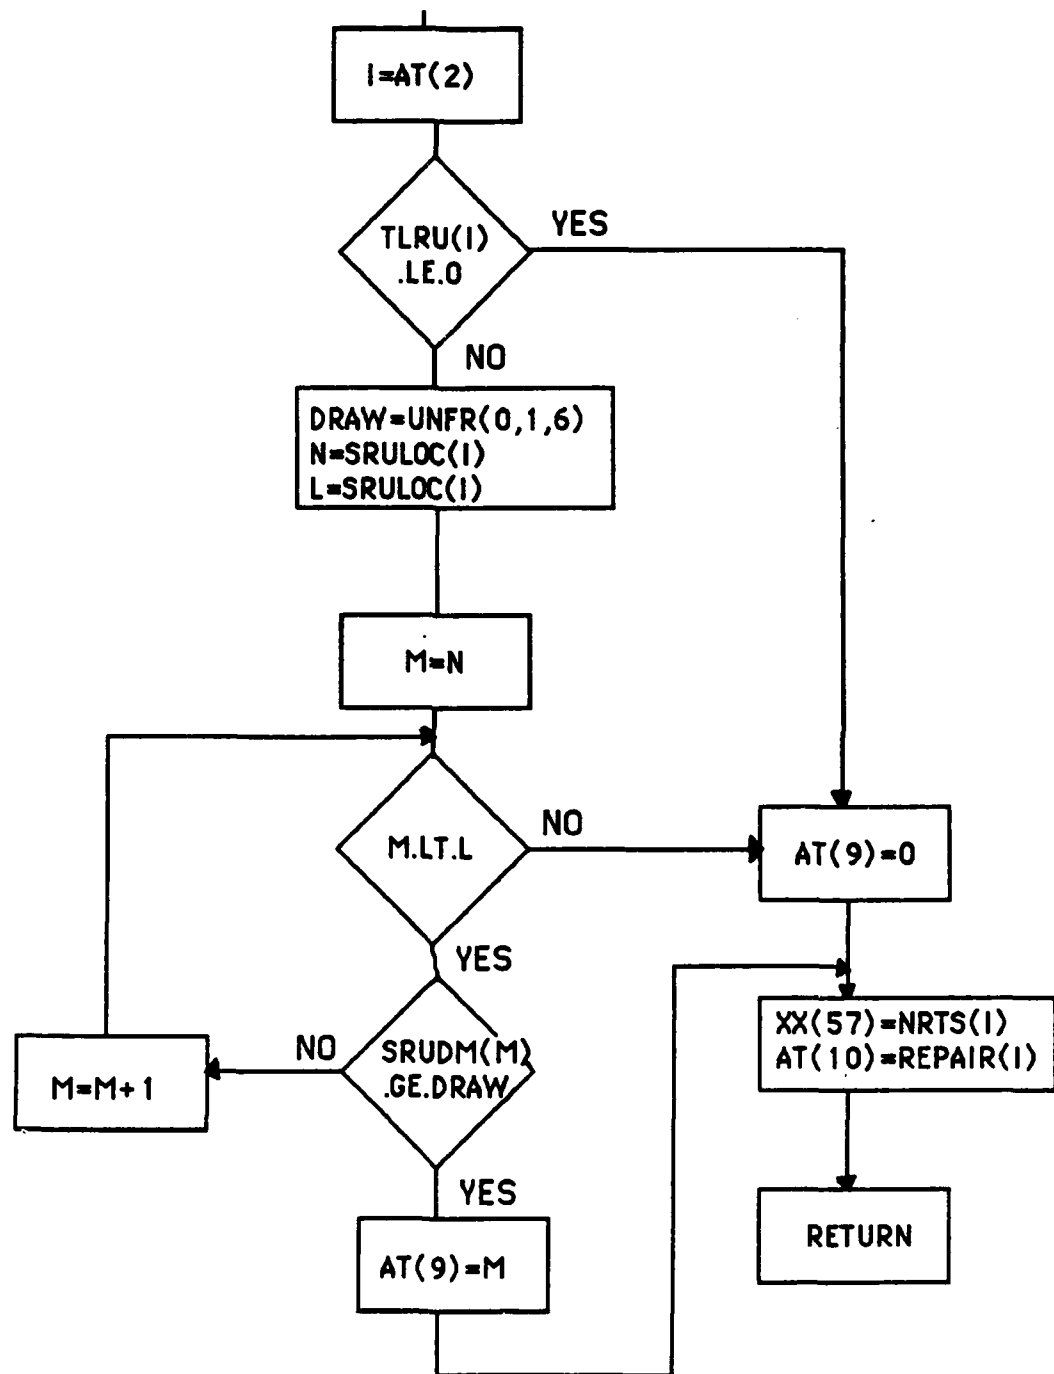 I=AT(2)
TLRU(I)
.LE.0
YES
NO
DRAW=UNFR(0,1,6)
N=SRULOC(I)
L=SRULOC(I)
M=N
M.LT.L
NO
AT(9)=0
YES
SRUDM(M)
.GE.DRAW
NO
M=M+1
XX(57)=NRTS(I)
AT(10)=REPAIR(I)
YES
AT(9)=M
RETURN